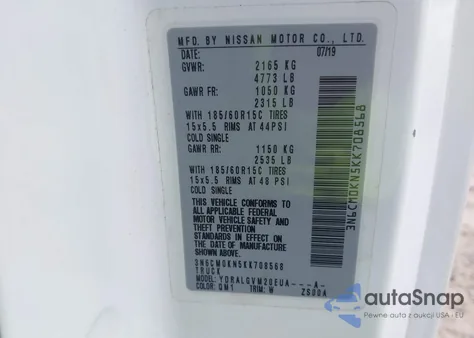 MFD. BY NISSAN MOTOR CO., LTD.
DATE: 07/19
GVWR: 2165 KG
4773 LB
GAWR FR: 1050 KG
2315 LB
WITH 185/60R15C TIRES
15x5.5 RIMS AT 44PSI
COLD SINGLE
GAWR RR: 1150 KG
2535 LB
WITH 185/60R15C TIRES
15x5.5 RIMS AT 48 PSI
COLD SINGLE
THIS VEHICLE CONFORMS TO
ALL APPLICABLE FEDERAL
MOTOR VEHICLE SAFETY AND
THEFT PREVENTION
STANDARDS IN EFFECT ON
THE DATE OF MANUFACTURE
SHOWN ABOVE.
3N6CM0KN5KK708568
TRUCK
MODEL: YDRALGVM20EUA----A-
COLOR: QM1 TRIM: W ZS00A
3N6CM0KN5KK708568
autaSnap
Pewne auta z aukcji w USA i EUA